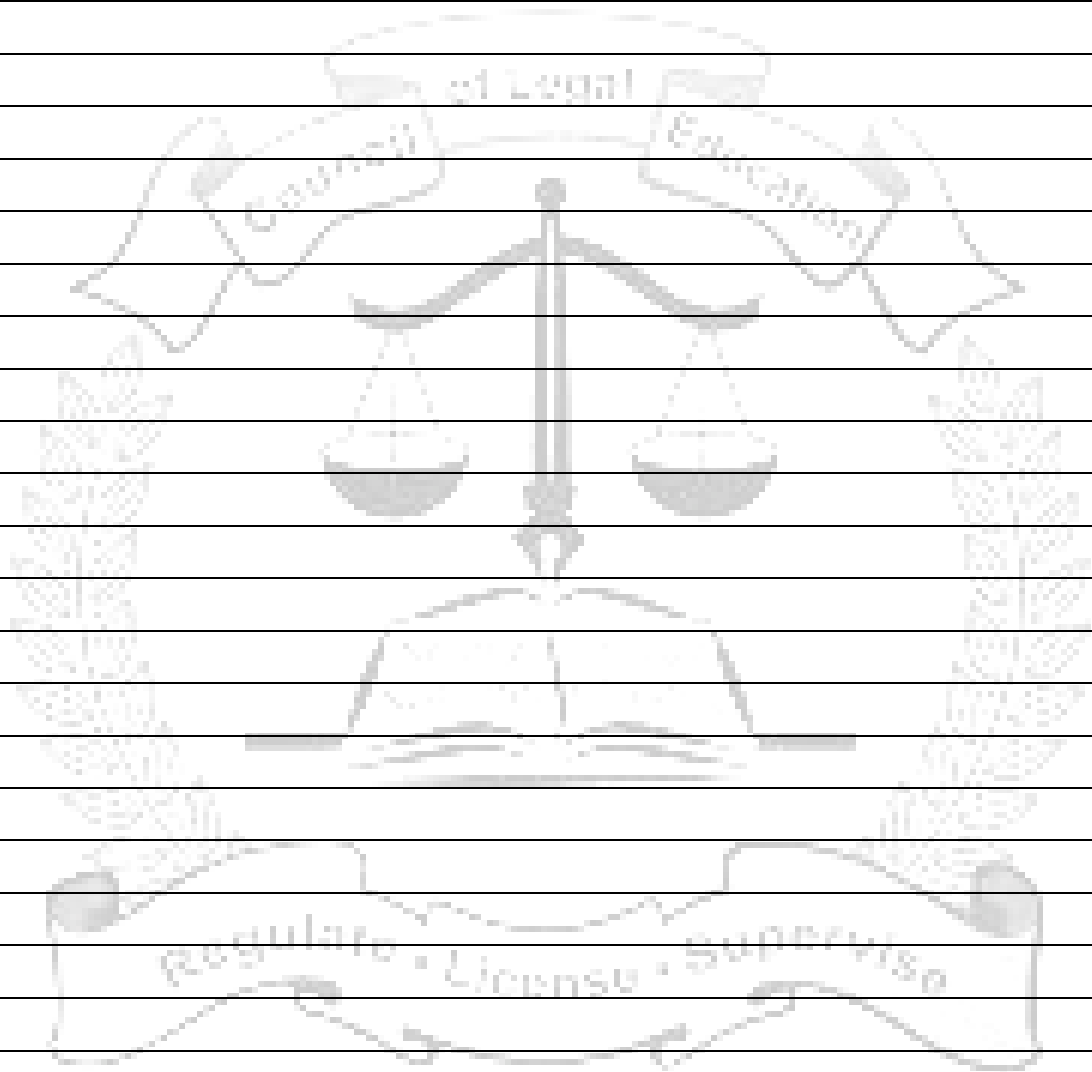 Council of Legal Education
Regulate • License • Supervise